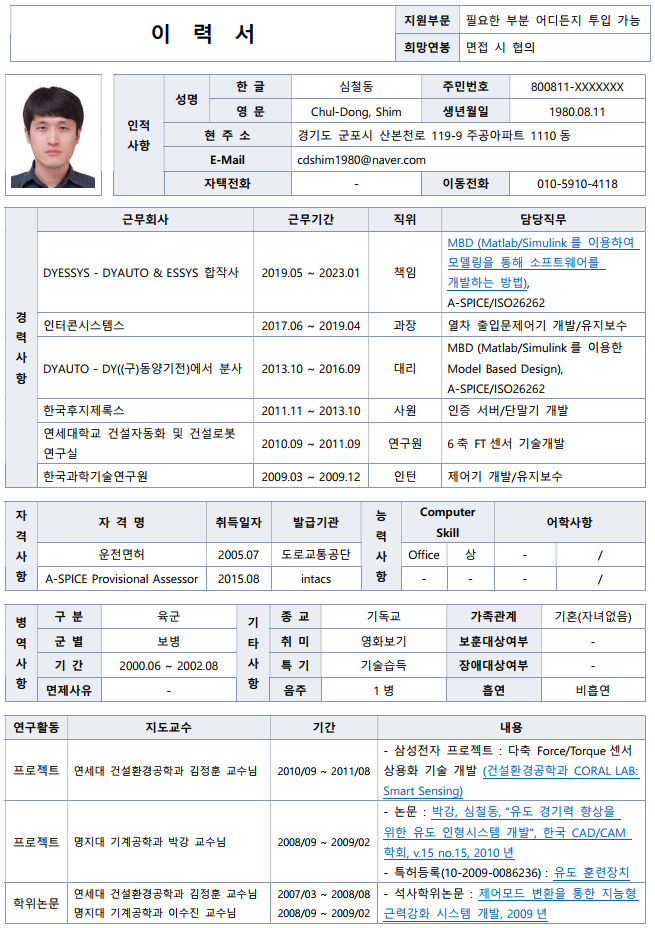 이 력 서
지원부문 필요한 부분 어디든지 투입 가능
희망연봉 면접 시 협의
인적
사항
성명 한 글 심철동 주민번호 800811-XXXXXXX
영 문 Chul-Dong, Shim 생년월일 1980.08.11
현 주 소 경기도 군포시 산본천로 119-9 주공아파트 1110 동
E-Mail cdshim1980@naver.com
자택전화 - 이동전화 010-5910-4118
경력사항
근무회사 근무기간 직위 담당직무
DYESSYS - DYAUTO & ESSYS 합작사 2019.05 ~ 2023.01 책임 MBD (Matlab/Simulink 를 이용하여
모델링을 통해 소프트웨어를
개발하는 방법),
A-SPICE/ISO26262
인터콘시스템스 2017.06 ~ 2019.04 과장 열차 출입문제어기 개발/유지보수
DYAUTO - DY((구)동양기전)에서 분사 2013.10 ~ 2016.09 대리 MBD (Matlab/Simulink 를 이용한
Model Based Design),
A-SPICE/ISO26262
한국후지제록스 2011.11 ~ 2013.10 사원 인증 서버/단말기 개발
연세대학교 건설자동화 및 건설로봇
연구실 2010.09 ~ 2011.09 연구원 6 축 FT 센서 기술개발
한국과학기술연구원 2009.03 ~ 2009.12 인턴 제어기 개발/유지보수
자격사항
자 격 명 취득일자 발급기관
능력사항
Computer
Skill 어학사항
운전면허 2005.07 도로교통공단 Office 상 - /
A-SPICE Provisional Assessor 2015.08 intacs - - - /
병역사항
구 분 육군
기타사항
종 교 기독교 가족관계 기혼(자녀없음)
군 별 보병 취 미 영화보기 보훈대상여부 -
기 간 2000.06 ~ 2002.08 특 기 기술습득 장애대상여부 -
면제사유 - 음주 1 병 흡연 비흡연
연구활동 지도교수 기간 내용
프로젝트 연세대 건설환경공학과 김정훈 교수님 2010/09 ~ 2011/08 - 삼성전자 프로젝트 : 다축 Force/Torque 센서
상용화 기술 개발 (건설환경공학과 CORAL LAB:
Smart Sensing)
프로젝트 명지대 기계공학과 박강 교수님 2008/09 ~ 2009/02 - 논문 : 박강, 심철동, "유도 경기력 향상을
위한 유도 인형시스템 개발", 한국 CAD/CAM
학회, v.15 no.15, 2010 년
- 특허등록(10-2009-0086236) : 유도 훈련장치
학위논문 연세대 건설환경공학과 김정훈 교수님 2007/03 ~ 2008/08 - 석사학위논문 : 제어모드 변환을 통한 지능형
명지대 기계공학과 이수진 교수님 2008/09 ~ 2009/02 근력강화 시스템 개발, 2009 년